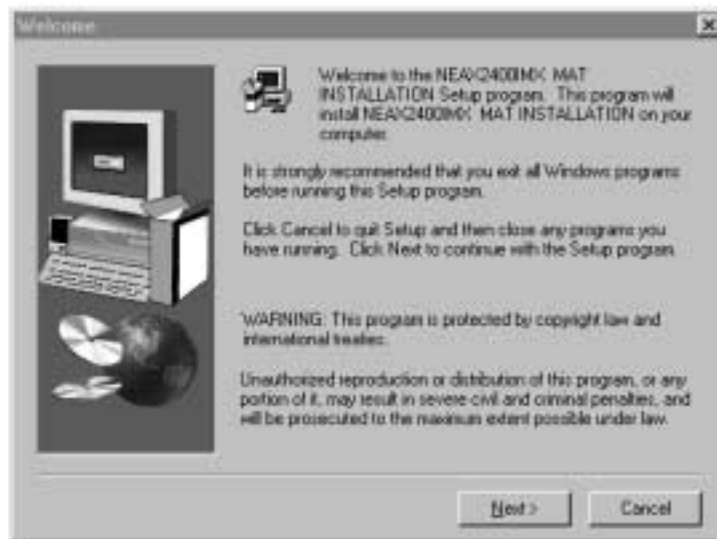 Welcome
Welcome to the NEAX2400IMX MAT
INSTALLATION Setup program. This program will
install NEAX2400IMX MAT INSTALLATION on your
computer.
It is strongly recommended that you exit all Windows programs
before running this Setup program.
Click Cancel to quit Setup and then close any programs you
have running. Click Next to continue with the Setup program.
WARNING: This program is protected by copyright law and
international treaties.
Unauthorized reproduction or distribution of this program, or any
portion of it, may result in severe civil and criminal penalties, and
will be prosecuted to the maximum extent possible under law.
Next > Cancel